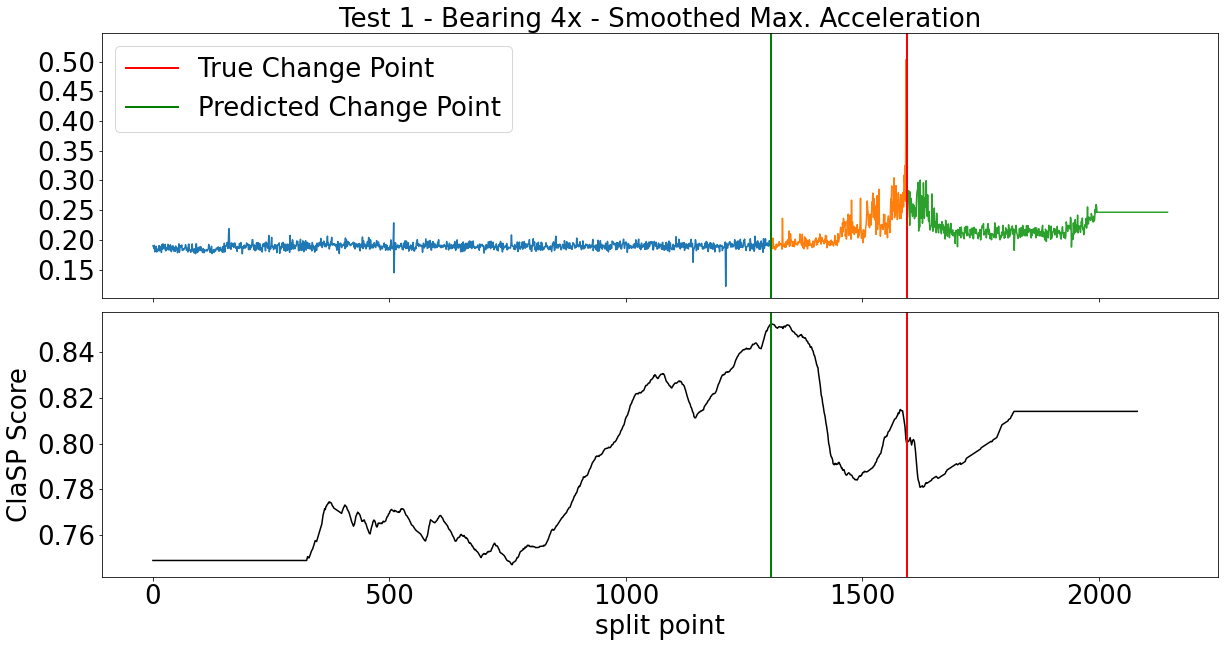 Test 1 - Bearing 4x - Smoothed Max. Acceleration
True Change Point
Predicted Change Point
0.50
0.45
0.40
0.35
0.30
0.25
0.20
0.15
ClaSP Score
0.84
0.82
0.80
0.78
0.76
0 500 1000 1500 2000
split point